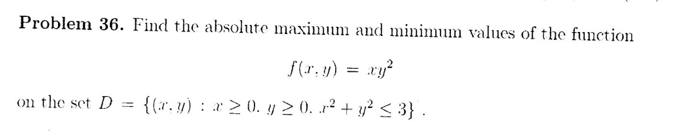 Problem 36. Find the absolute maximum and minimum values of the function
f(x, y) = xy²
on the set D = {(x, y) : x ≥ 0, y ≥ 0, x² + y² ≤ 3} .